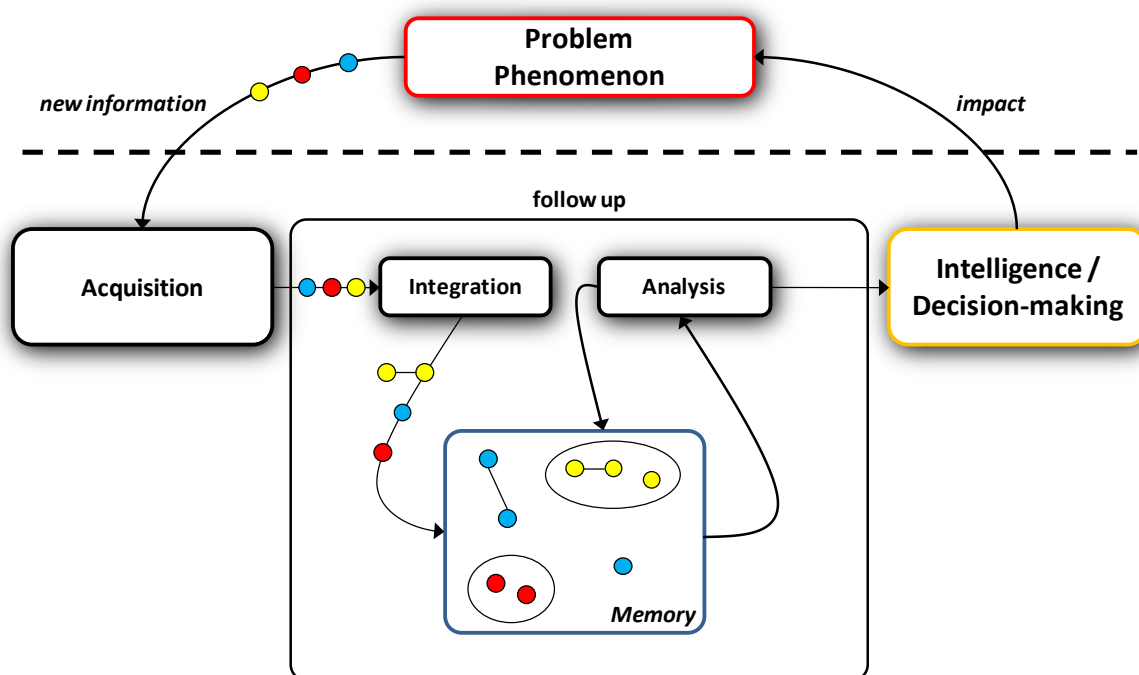 Problem
Phenomenon
new information
impact
follow up
Acquisition
Integration
Analysis
Intelligence /
Decision-making
Memory